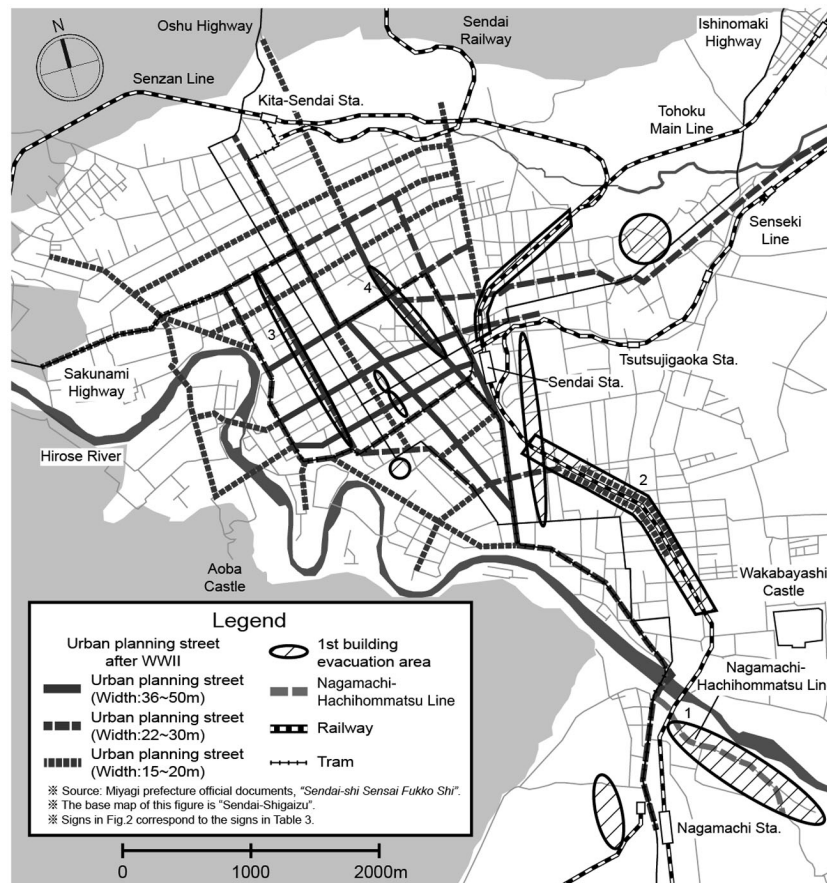 Oshu Highway
Sendai
Railway
Ishinomaki
Highway
N
Senzan Line
Kita-Sendai Sta.
Tohoku
Main Line
Senseki
Line
4
3
Tsutsujigaoka Sta.
Sakunami
Highway
Sendai Sta.
Hirose River
2
Aoba
Castle
Wakabayashi
Castle
Nagamachi-
Hachihommatsu Line
1
Nagamachi Sta.
Legend
Urban planning street
after WWII
Urban planning street
(Width:36~50m)
Urban planning street
(Width:22~30m)
Urban planning street
(Width:15~20m)
1st building
evacuation area
Nagamachi-
Hachihommatsu Line
Railway
Tram
※ Source: Miyagi prefecture official documents, "Sendai-shi Sensai Fukko Shi".
※ The base map of this figure is "Sendai-Shigaizu".
※ Signs in Fig.2 correspond to the signs in Table 3.
0 1000 2000m